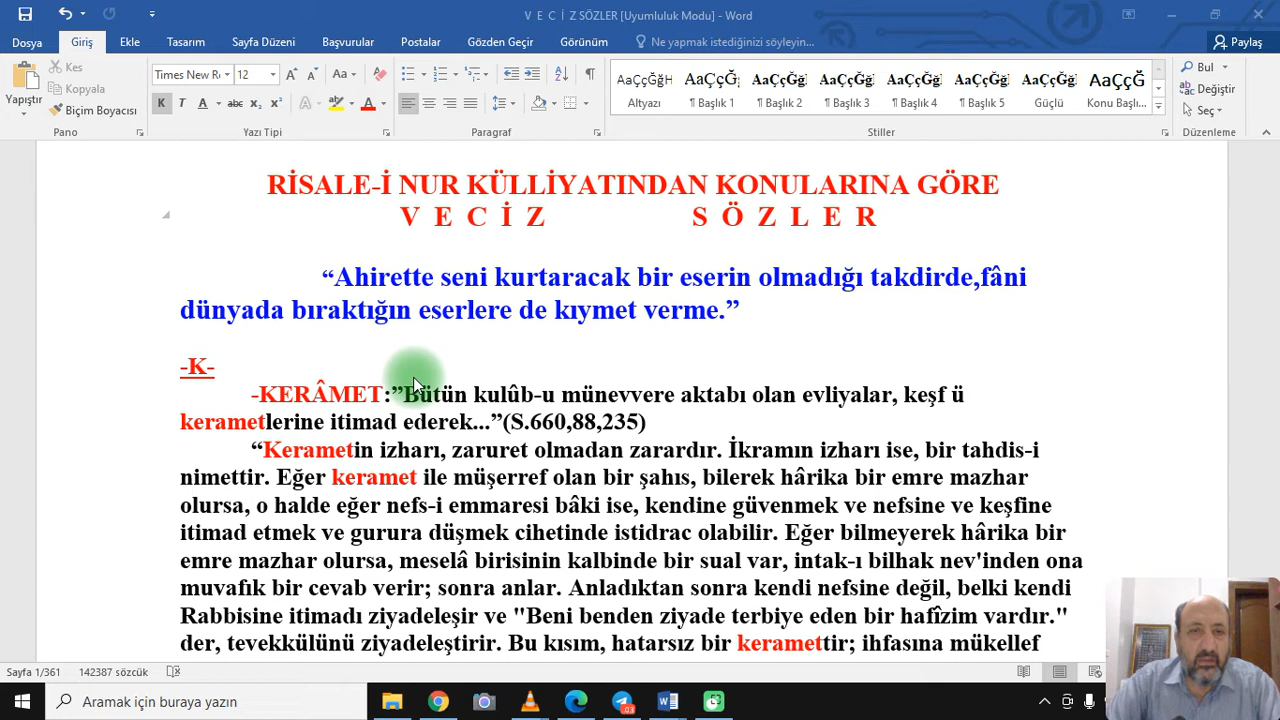 V E C İ Z SÖZLER [Uyumluluk Modu] - Word
Dosya Giriş Ekle Tasarım Sayfa Düzeni Başvurular Postalar Gözden Geçir Görünüm Ne yapmak istediğinizi söyleyin... Paylaş
Yapıştır
Kes
Kopyala
Biçim Boyacısı
Pano
Times New Ro 12
Yazı Tipi
Paragraf
AaÇçĞğH AaÇçĞğ AaÇçĞğ AaÇçĞğ AaÇçĞğ AaÇçĞğ AaÇçĞğ AaÇçĞğ
Altyazı ¶ Başlık 1 ¶ Başlık 2 ¶ Başlık 3 ¶ Başlık 4 ¶ Başlık 5 Güçlü Konu Başlı...
Stiller
Bul
Değiştir
Seç
Düzenleme
RİSALE-İ NUR KÜLLİYATINDAN KONULARINA GÖRE
V E C İ Z S Ö Z L E R
“Ahirette seni kurtaracak bir eserin olmadığı takdirde,fâni
dünyada bıraktığın eserlere de kıymet verme.”
-K-
-KERÂMET:”Bütün kulûb-u münevvere aktabı olan evliyalar, keşf ü
kerametlerine itimad ederek...”(S.660,88,235)
“Kerametin izharı, zaruret olmadan zarardır. İkramın izharı ise, bir tahdis-i
nimettir. Eğer keramet ile müşerref olan bir şahıs, bilerek hârika bir emre mazhar
olursa, o halde eğer nefs-i emmaresi bâki ise, kendine güvenmek ve nefsine ve keşfine
itimad etmek ve gurura düşmek cihetinde istidrac olabilir. Eğer bilmeyerek hârika bir
emre mazhar olursa, meselâ birisinin kalbinde bir sual var, intak-ı bilhak nev'inden ona
muvafık bir cevab verir; sonra anlar. Anladıktan sonra kendi nefsine değil, belki kendi
Rabbisine itimadı ziyadeleşir ve "Beni benden ziyade terbiye eden bir hafîzim vardır."
der, tevekkülünü ziyadeleştirir. Bu kısım, hatarsız bir keramettir; ihfasına mükellef
Sayfa 1/361 142387 sözcük
Aramak için buraya yazın